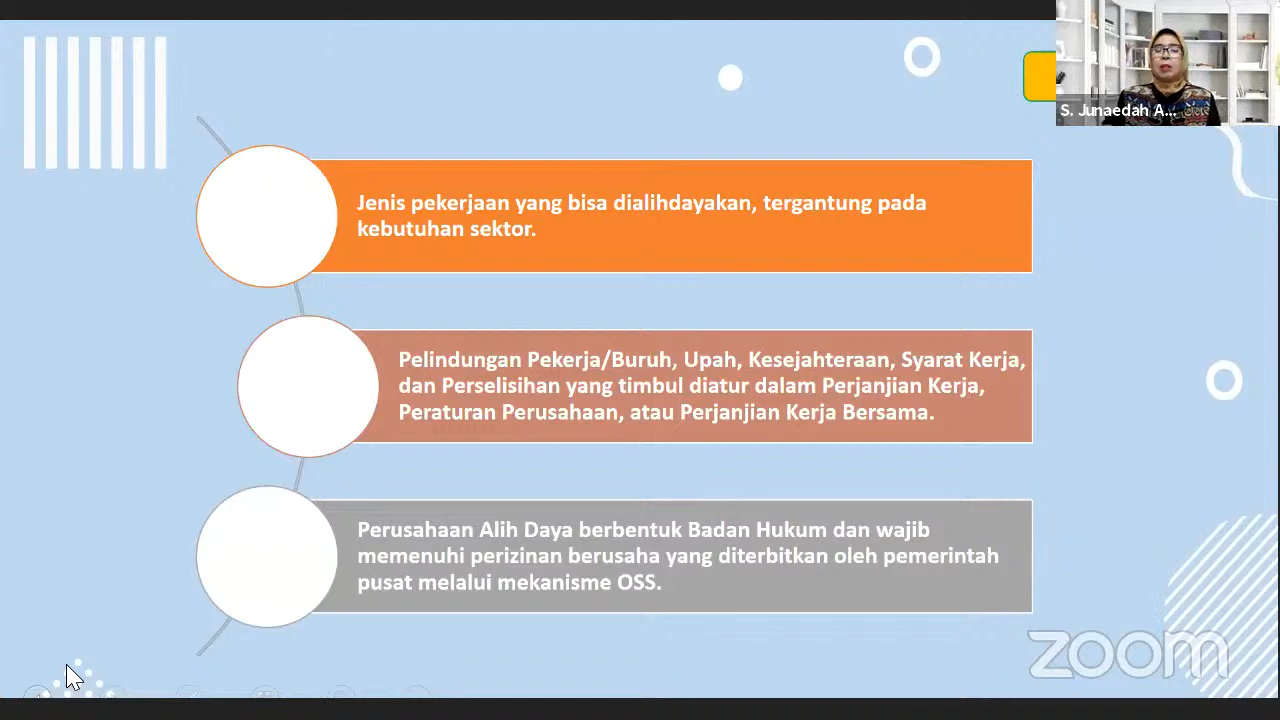 S. Junaedah A...
Jenis pekerjaan yang bisa dialihdayakan, tergantung pada
kebutuhan sektor.
Pelindungan Pekerja/Buruh, Upah, Kesejahteraan, Syarat Kerja,
dan Perselisihan yang timbul diatur dalam Perjanjian Kerja,
Peraturan Perusahaan, atau Perjanjian Kerja Bersama.
Perusahaan Alih Daya berbentuk Badan Hukum dan wajib
memenuhi perizinan berusaha yang diterbitkan oleh pemerintah
pusat melalui mekanisme OSS.
zoom